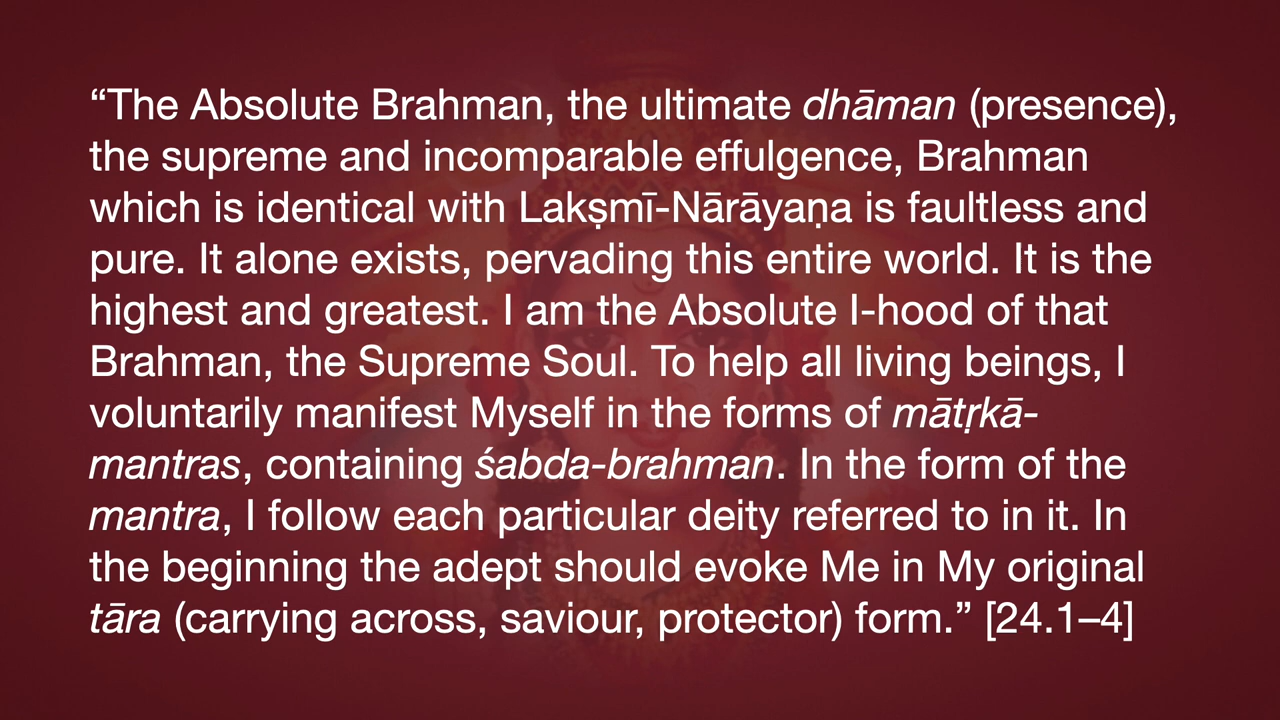 “The Absolute Brahman, the ultimate dhāman (presence),
the supreme and incomparable effulgence, Brahman
which is identical with Lakṣmī-Nārāyaṇa is faultless and
pure. It alone exists, pervading this entire world. It is the
highest and greatest. I am the Absolute I-hood of that
Brahman, the Supreme Soul. To help all living beings, I
voluntarily manifest Myself in the forms of mātṛkā-
mantras, containing śabda-brahman. In the form of the
mantra, I follow each particular deity referred to in it. In
the beginning the adept should evoke Me in My original
tāra (carrying across, saviour, protector) form.” [24.1–4]